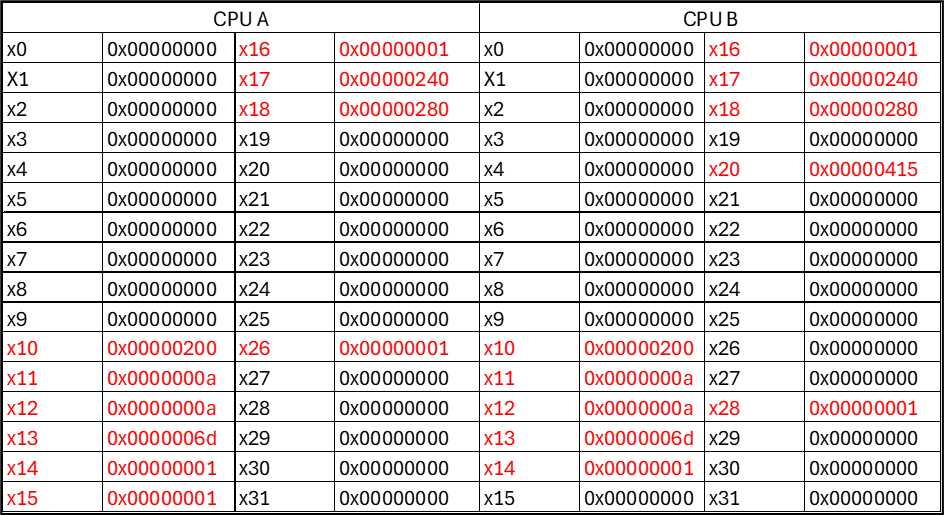 CPU A CPU B
x0 0x00000000 x16 0x00000001 x0 0x00000000 x16 0x00000001
X1 0x00000000 x17 0x00000240 X1 0x00000000 x17 0x00000240
x2 0x00000000 x18 0x00000280 x2 0x00000000 x18 0x00000280
x3 0x00000000 x19 0x00000000 x3 0x00000000 x19 0x00000000
x4 0x00000000 x20 0x00000000 x4 0x00000000 x20 0x00000415
x5 0x00000000 x21 0x00000000 x5 0x00000000 x21 0x00000000
x6 0x00000000 x22 0x00000000 x6 0x00000000 x22 0x00000000
x7 0x00000000 x23 0x00000000 x7 0x00000000 x23 0x00000000
x8 0x00000000 x24 0x00000000 x8 0x00000000 x24 0x00000000
x9 0x00000000 x25 0x00000000 x9 0x00000000 x25 0x00000000
x10 0x00000200 x26 0x00000001 x10 0x00000200 x26 0x00000000
x11 0x0000000a x27 0x00000000 x11 0x0000000a x27 0x00000000
x12 0x0000000a x28 0x00000000 x12 0x0000000a x28 0x00000001
x13 0x0000006d x29 0x00000000 x13 0x0000006d x29 0x00000000
x14 0x00000001 x30 0x00000000 x14 0x00000001 x30 0x00000000
x15 0x00000001 x31 0x00000000 x15 0x00000000 x31 0x00000000